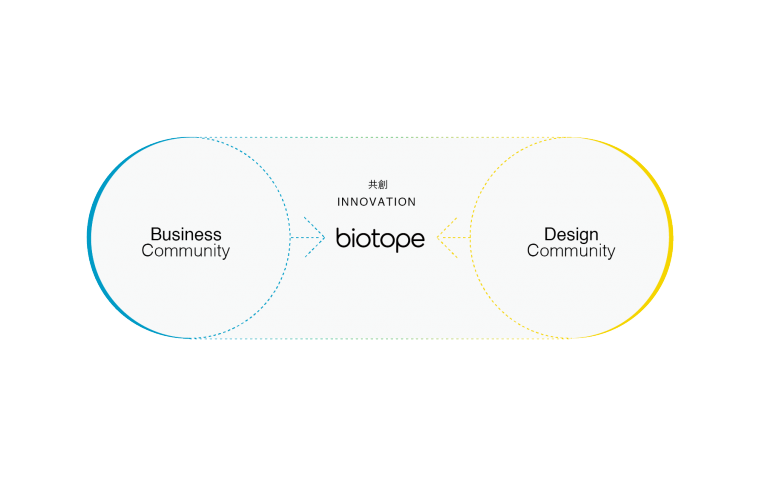 共創
INNOVATION
Business
Community
biotope
Design
Community